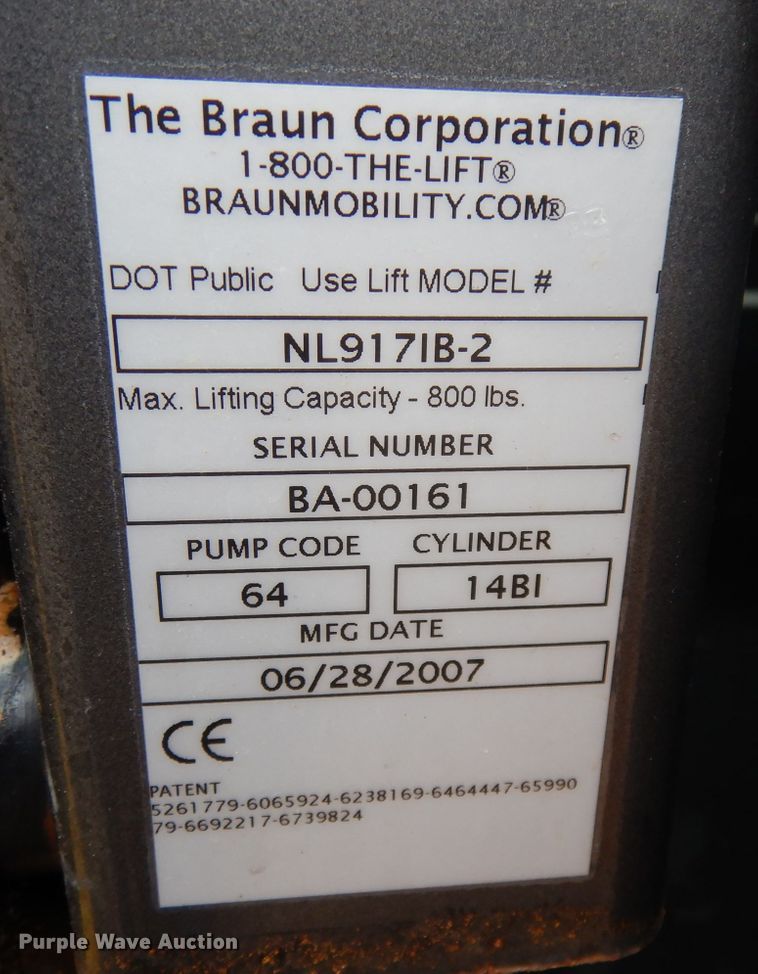 The Braun Corporation®
1-800-THE-LIFT®
BRAUNMOBILITY.COM®
DOT Public Use Lift MODEL #
NL917IB-2
Max. Lifting Capacity - 800 lbs.
SERIAL NUMBER
BA-00161
PUMP CODE CYLINDER
64 14BI
MFG DATE
06/28/2007
CE
PATENT
5261779-6065924-6238169-6464447-65990
79-6692217-6739824
Purple Wave Auction